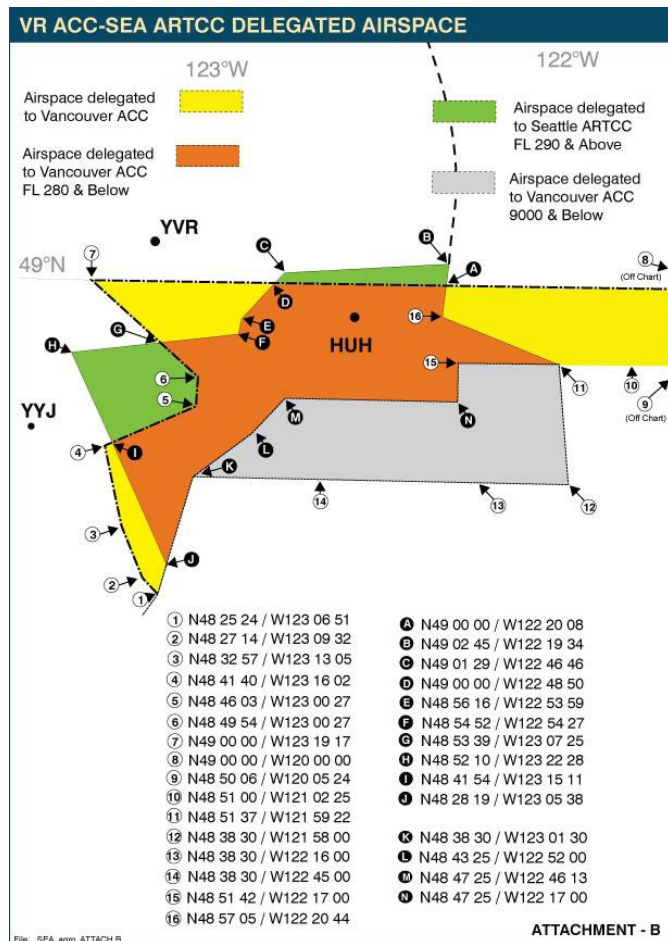 VR ACC-SEA ARTCC DELEGATED AIRSPACE
123°W
122°W
Airspace delegated
to Vancouver ACC
Airspace delegated
to Seattle ARTCC
FL 290 & Above
Airspace delegated
to Vancouver ACC
FL 280 & Below
Airspace delegated
to Vancouver ACC
9000 & Below
YVR
49°N
7
C
B
A
8
(Off Chart)
D
G
E
F
16
HUH
H
15
6
5
YYJ
M
N
11
10
9
(Off Chart)
4
I
L
K
3
14
13
12
J
2
1
1 N48 25 24 / W123 06 51
2 N48 27 14 / W123 09 32
3 N48 32 57 / W123 13 05
4 N48 41 40 / W123 16 02
5 N48 46 03 / W123 00 27
6 N48 49 54 / W123 00 27
7 N49 00 00 / W123 19 17
8 N49 00 00 / W120 00 00
9 N48 50 06 / W120 05 24
10 N48 51 00 / W121 02 25
11 N48 51 37 / W121 59 22
12 N48 38 30 / W121 58 00
13 N48 38 30 / W122 16 00
14 N48 38 30 / W122 45 00
15 N48 51 42 / W122 17 00
16 N48 57 05 / W122 20 44
A N49 00 00 / W122 20 08
B N49 02 45 / W122 19 34
C N49 01 29 / W122 46 46
D N49 00 00 / W122 48 50
E N48 56 16 / W122 53 59
F N48 54 52 / W122 54 27
G N48 53 39 / W123 07 25
H N48 52 10 / W123 22 28
I N48 41 54 / W123 15 11
J N48 28 19 / W123 05 38
K N48 38 30 / W123 01 30
L N48 43 25 / W122 52 00
M N48 47 25 / W122 46 13
N N48 47 25 / W122 17 00
ATTACHMENT - B
File: SEA_agm_ATTACH B